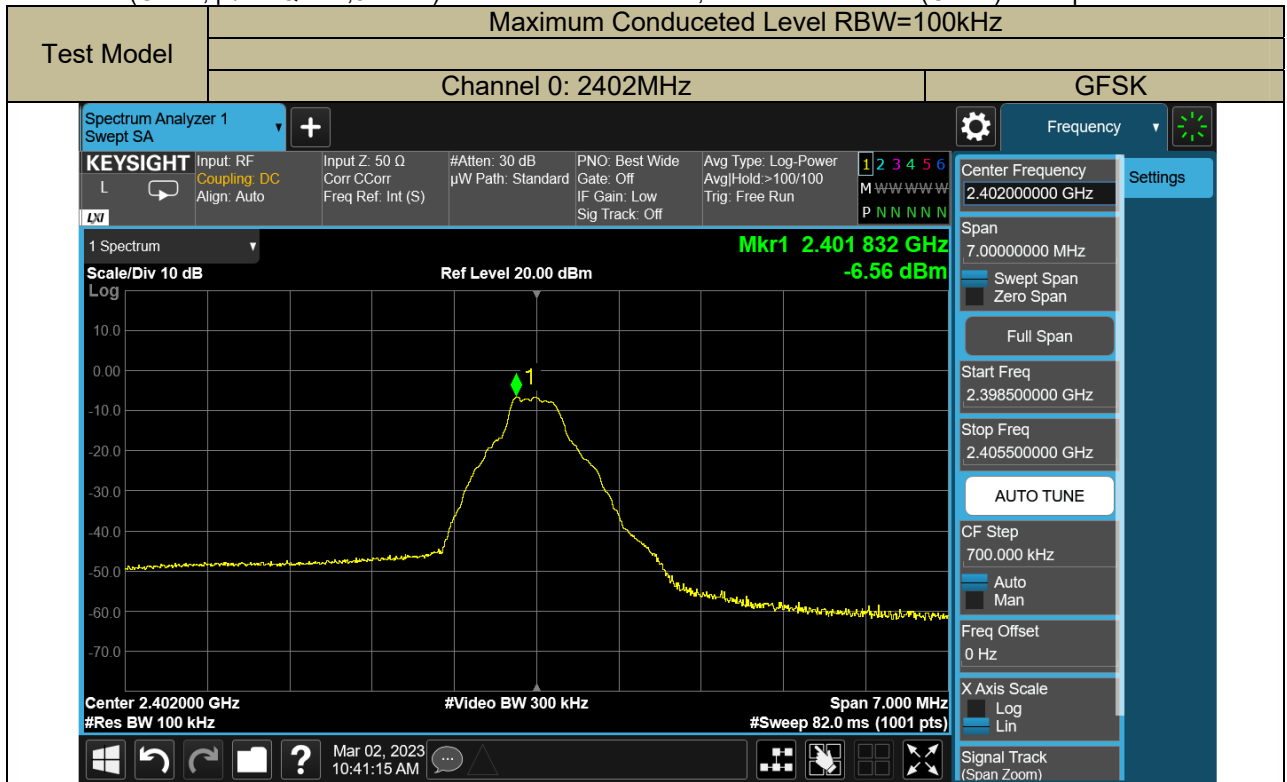 Maximum Conduceted Level RBW=100kHz
Test Model
Channel 0: 2402MHz GFSK
Spectrum Analyzer 1
Swept SA
Frequency
KEYSIGHT
L
LXI
Input: RF
Coupling: DC
Align: Auto
Input Z: 50 Ω
Corr CCorr
Freq Ref: Int (S)
#Atten: 30 dB
µW Path: Standard
PNO: Best Wide
Gate: Off
IF Gain: Low
Sig Track: Off
Avg Type: Log-Power
Avg|Hold:>100/100
Trig: Free Run
1 2 3 4 5 6
M W W W W W
P N N N N N
1 Spectrum
Mkr1 2.401 832 GHz
Scale/Div 10 dB
Ref Level 20.00 dBm
-6.56 dBm
Log
10.0
0.00
-10.0
-20.0
-30.0
-40.0
-50.0
-60.0
-70.0
1
Center 2.402000 GHz
#Video BW 300 kHz
Span 7.000 MHz
#Res BW 100 kHz
#Sweep 82.0 ms (1001 pts)
Center Frequency
2.402000000 GHz
Settings
Span
7.00000000 MHz
Swept Span
Zero Span
Full Span
Start Freq
2.398500000 GHz
Stop Freq
2.405500000 GHz
AUTO TUNE
CF Step
700.000 kHz
Auto
Man
Freq Offset
0 Hz
X Axis Scale
Log
Lin
Signal Track
(Span Zoom)
?
Mar 02, 2023
10:41:15 AM